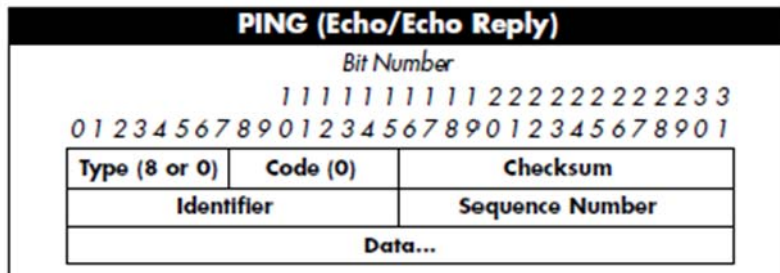 PING (Echo/Echo Reply)
Bit Number
1 1 1 1 1 1 1 1 1 1 2 2 2 2 2 2 2 2 2 2 3 3
0 1 2 3 4 5 6 7 8 9 0 1 2 3 4 5 6 7 8 9 0 1 2 3 4 5 6 7 8 9 0 1
Type (8 or 0) Code (0) Checksum
Identifier Sequence Number
Data...